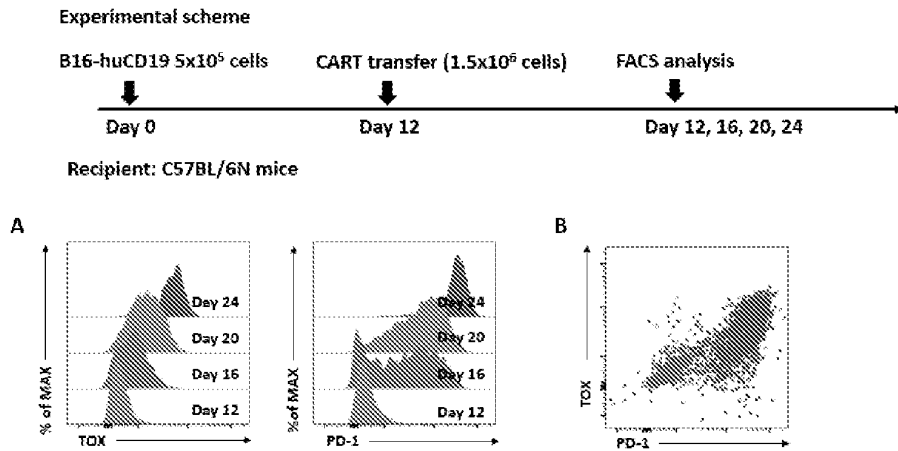 Experimental scheme
B16-huCD19 5x10⁵ cells
CART transfer (1.5x10⁶ cells)
FACS analysis
Day 0
Day 12
Day 12, 16, 20, 24
Recipient: C57BL/6N mice
A
B
% of MAX
Day 24
Day 20
Day 16
Day 12
TOX
%of MAX
Day 24
Day 20
Day 16
Day 12
PD-1
TOX
PD-1